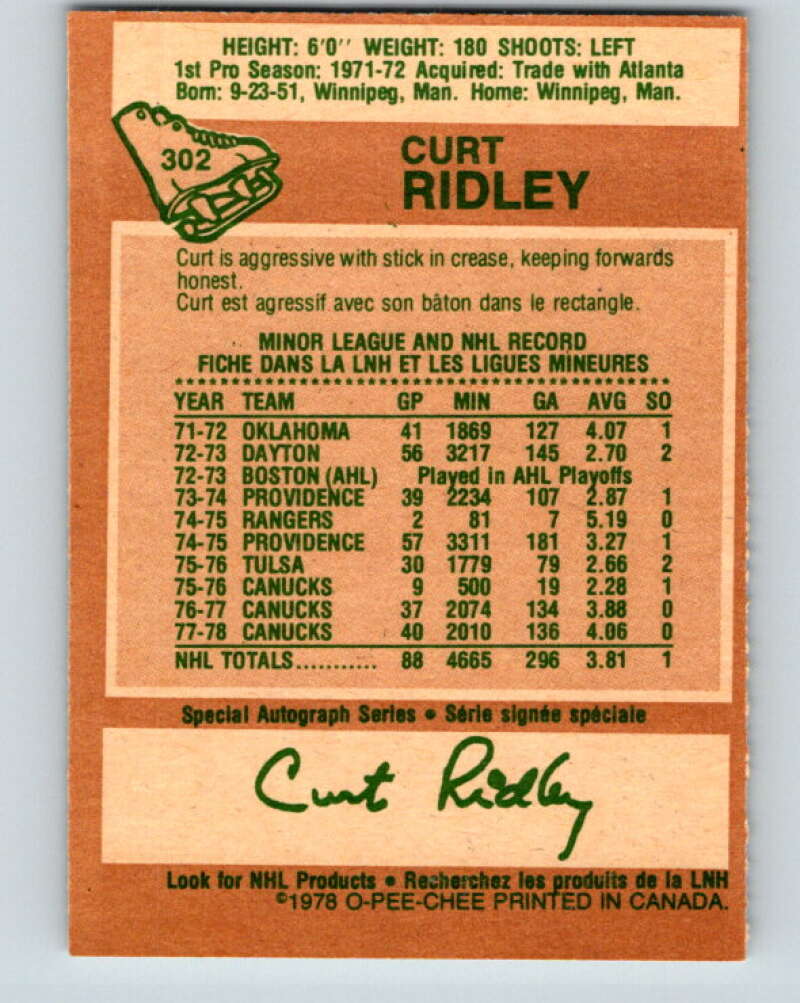 HEIGHT: 6'0'' WEIGHT: 180 SHOOTS: LEFT
1st Pro Season: 1971-72 Acquired: Trade with Atlanta
Born: 9-23-51, Winnipeg, Man. Home: Winnipeg, Man.
302
CURT
RIDLEY
Curt is aggressive with stick in crease, keeping forwards
honest.
Curt est agressif avec son bâton dans le rectangle.
MINOR LEAGUE AND NHL RECORD
FICHE DANS LA LNH ET LES LIGUES MINEURES
YEAR TEAM GP MIN GA AVG SO
71-72 OKLAHOMA 41 1869 127 4.07 1
72-73 DAYTON 56 3217 145 2.70 2
72-73 BOSTON (AHL) Played in AHL Playoffs
73-74 PROVIDENCE 39 2234 107 2.87 1
74-75 RANGERS 2 81 7 5.19 0
74-75 PROVIDENCE 57 3311 181 3.27 1
75-76 TULSA 30 1779 79 2.66 2
75-76 CANUCKS 9 500 19 2.28 1
76-77 CANUCKS 37 2074 134 3.88 0
77-78 CANUCKS 40 2010 136 4.06 0
NHL TOTALS........... 88 4665 296 3.81 1
Special Autograph Series • Série signée spéciale
Curt Ridley
Look for NHL Products • Recherchez les produits de la LNH
©1978 O-PEE-CHEE PRINTED IN CANADA.